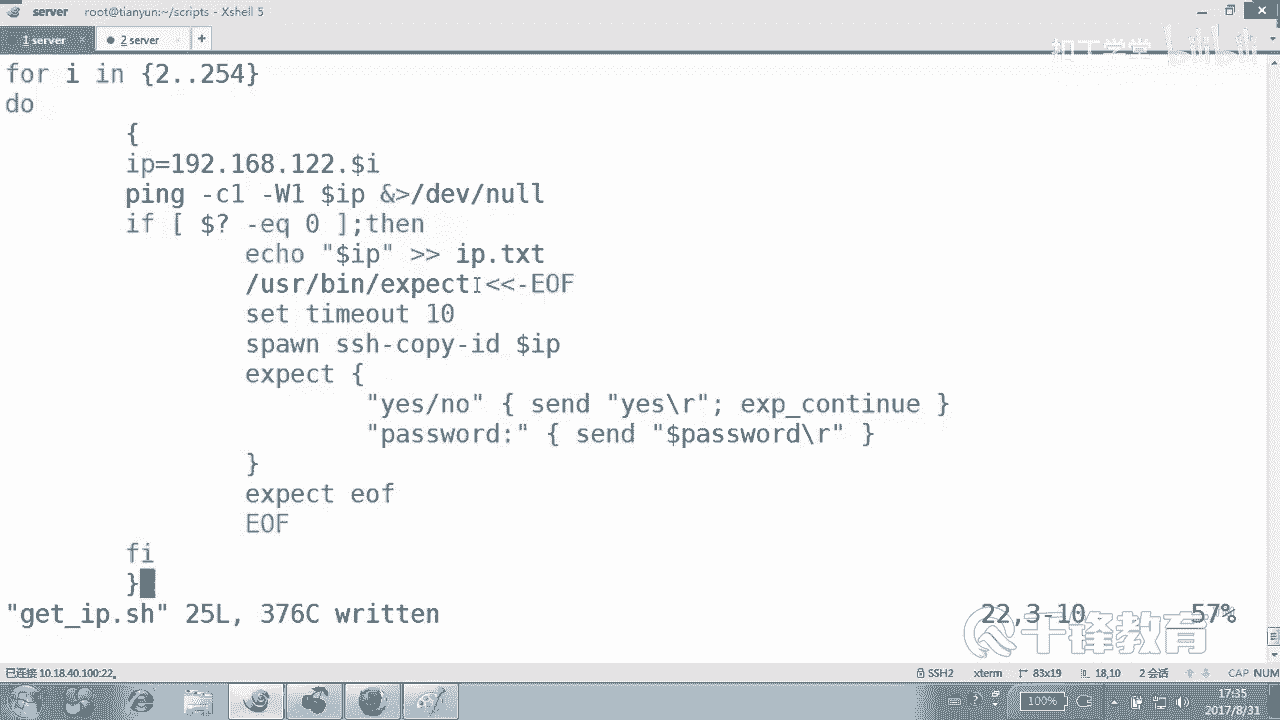 server root@tianyun:~/scripts - Xshell 5
1 server 2 server +
扣丁学堂 bilibili
for i in {2..254}
do
{
ip=192.168.122.$i
ping -c1 -W1 $ip &>/dev/null
if [ $? -eq 0 ];then
echo "$ip" >> ip.txt
/usr/bin/expect <<-EOF
set timeout 10
spawn ssh-copy-id $ip
expect {
"yes/no" { send "yes\r"; exp_continue }
"password:" { send "$password\r" }
}
expect eof
EOF
fi
}
"get_ip.sh" 25L, 376C written 22,3-10 57%
千锋教育
已连接 10.18.40.100:22。 SSH2 xterm 83x19 18,10 2 会话 CAP NUM
100% 17:35
2017/8/31